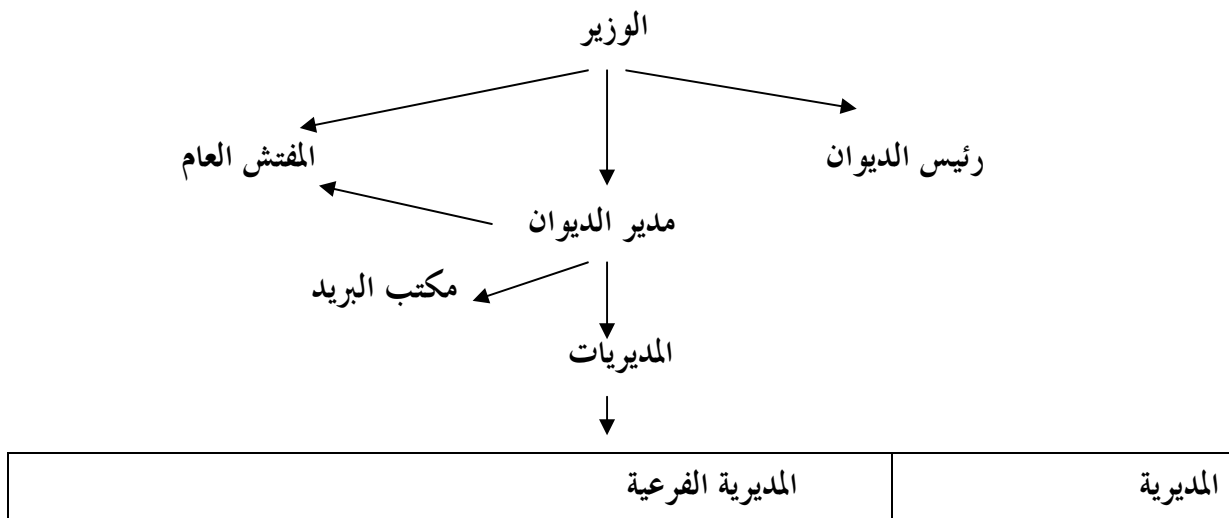 الوزير
رئيس الديوان
المفتش العام
مدير الديوان
مكتب البريد
المديريات
المديرية
المديرية الفرعية